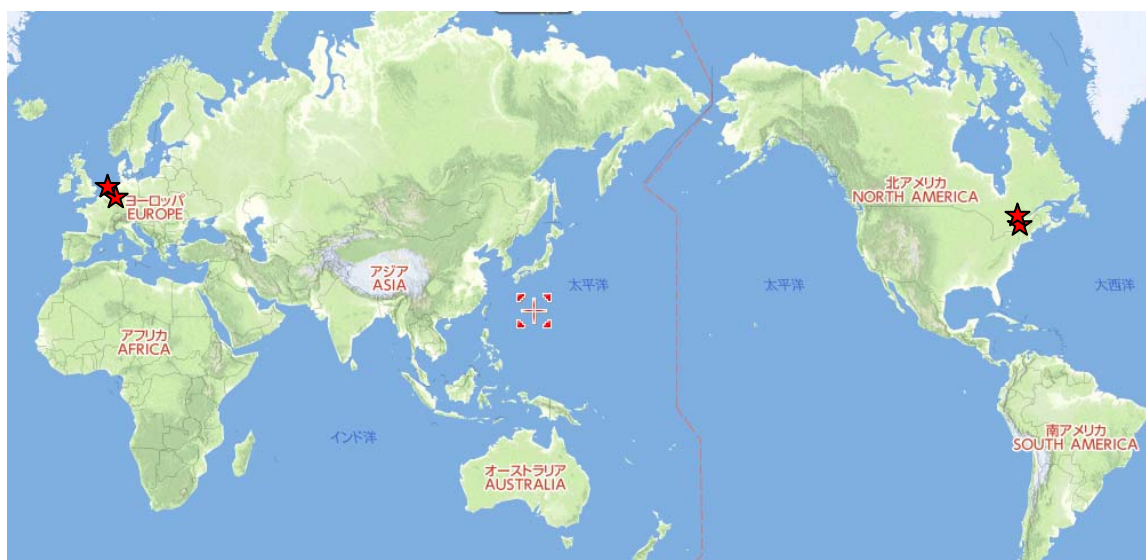 ヨーロッパ
EUROPE
アジア
ASIA
アフリカ
AFRICA
インド洋
オーストラリア
AUSTRALIA
太平洋
太平洋
北アメリカ
NORTH AMERICA
大西洋
南アメリカ
SOUTH AMERICA